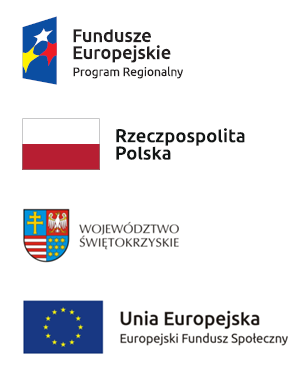 Fundusze
Europejskie
Program Regionalny
Rzeczpospolita
Polska
WOJEWÓDZTWO
ŚWIĘTOKRZYSKIE
Unia Europejska
Europejski Fundusz Społeczny